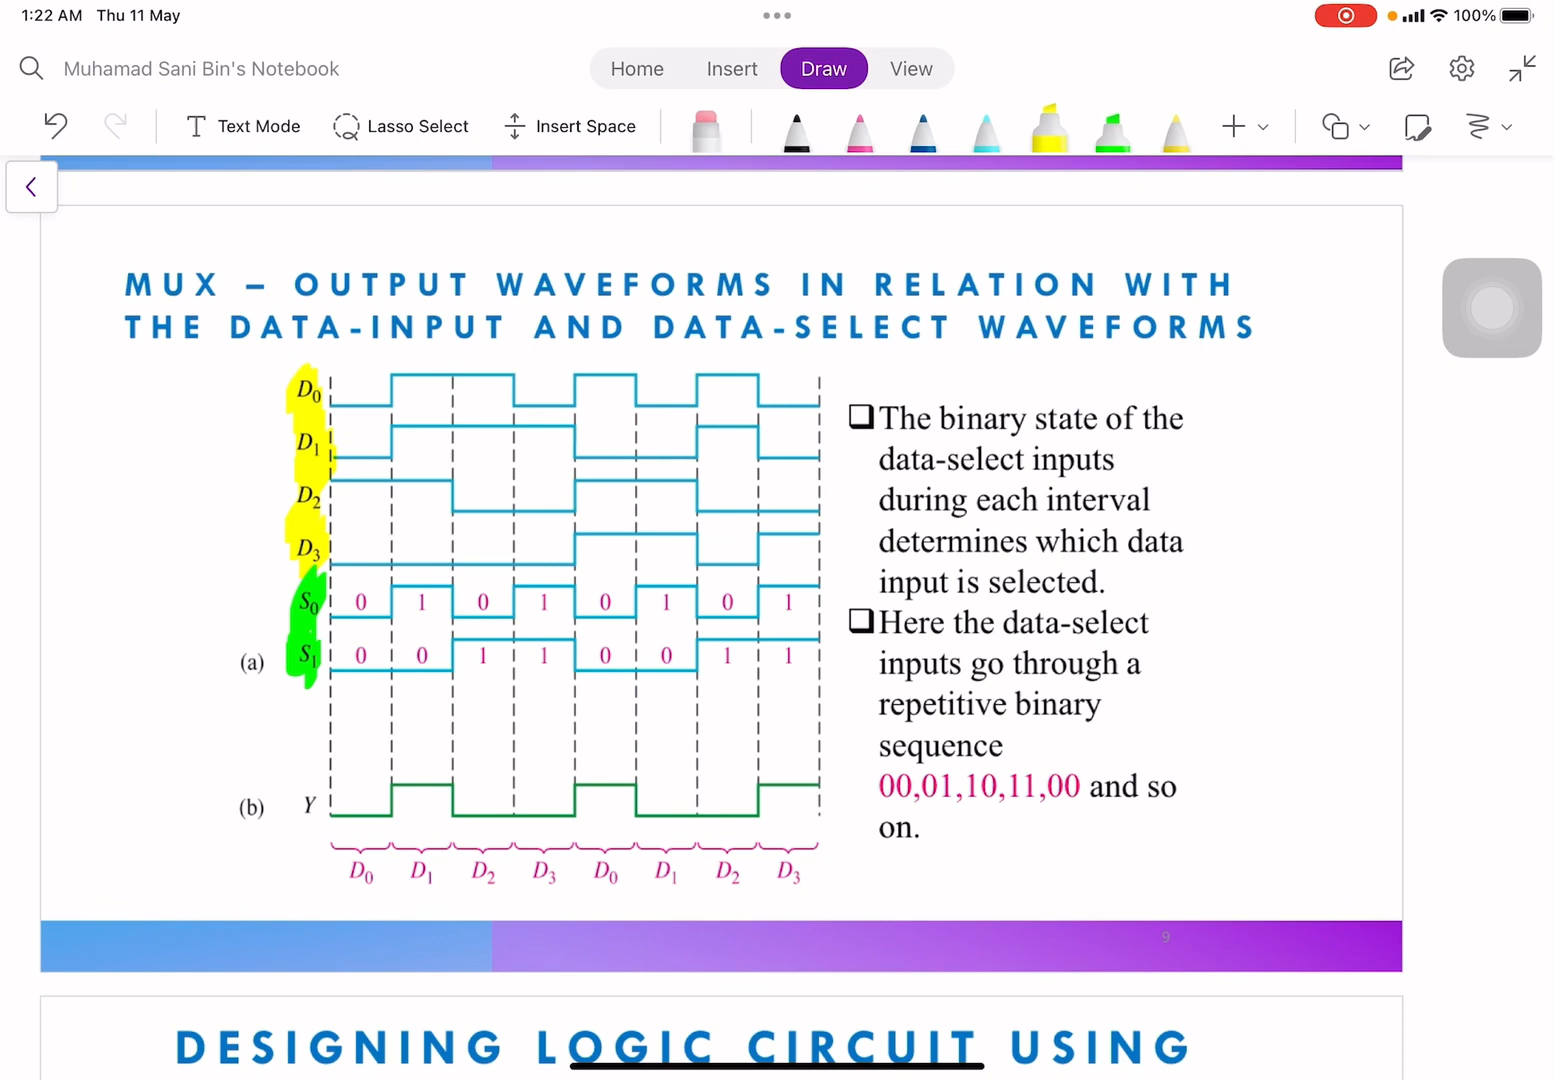 1:22 AM Thu 11 May
100%
Muhamad Sani Bin's Notebook
Home Insert Draw View
Text Mode Lasso Select Insert Space
MUX – OUTPUT WAVEFORMS IN RELATION WITH
THE DATA-INPUT AND DATA-SELECT WAVEFORMS
D0
D1
D2
D3
S0 0 1 0 1 0 1 0 1
(a) S1 0 0 1 1 0 0 1 1
(b) Y
D0 D1 D2 D3 D0 D1 D2 D3
The binary state of the
data-select inputs
during each interval
determines which data
input is selected.
Here the data-select
inputs go through a
repetitive binary
sequence
00,01,10,11,00 and so
on.
9
DESIGNING LOGIC CIRCUIT USING